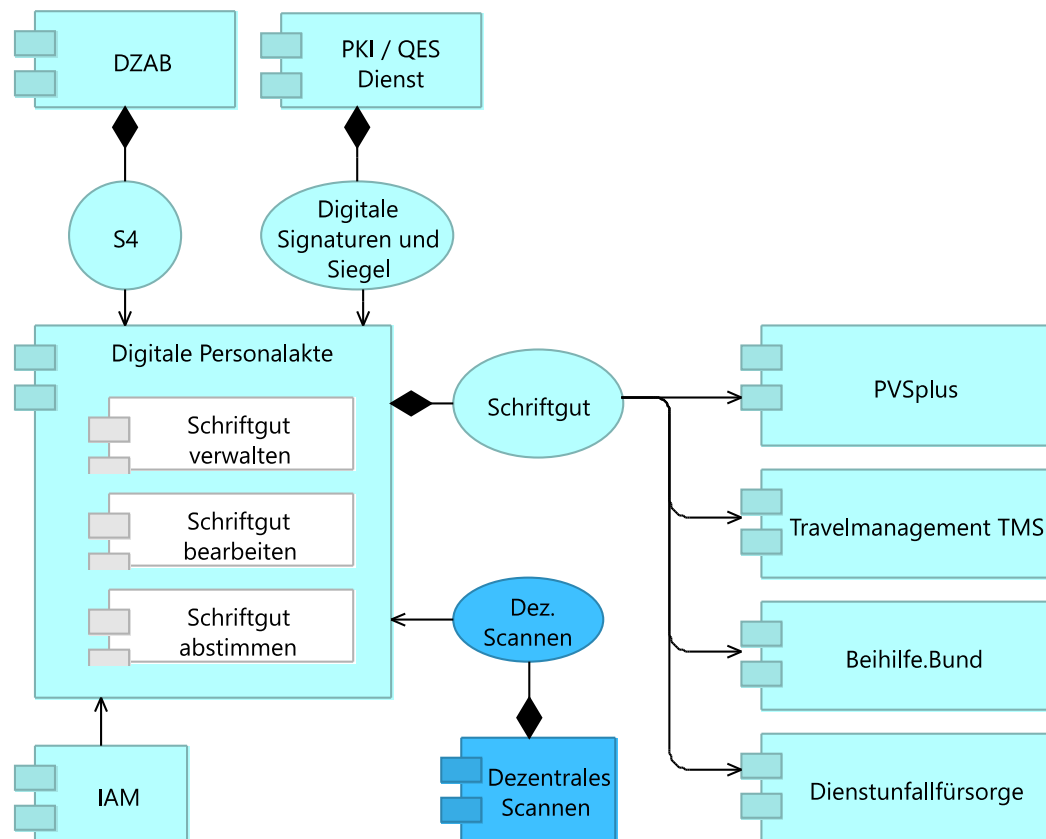 DZAB
PKI / QES
Dienst
S4
Digitale
Signaturen und
Siegel
Digitale Personalakte
Schriftgut
verwalten
Schriftgut
bearbeiten
Schriftgut
abstimmen
Schriftgut
PVSplus
Travelmanagement TMS
Dez.
Scannen
Beihilfe.Bund
IAM
Dezentrales
Scannen
Dienstunfallfürsorge